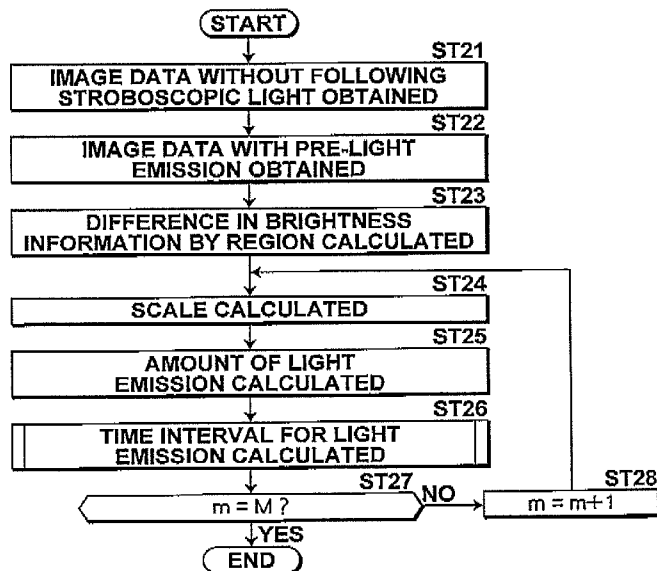 START
ST21
IMAGE DATA WITHOUT FOLLOWING
STROBOSCOPIC LIGHT OBTAINED
ST22
IMAGE DATA WITH PRE-LIGHT
EMISSION OBTAINED
ST23
DIFFERENCE IN BRIGHTNESS
INFORMATION BY REGION CALCULATED
ST24
SCALE CALCULATED
ST25
AMOUNT OF LIGHT
EMISSION CALCULATED
ST26
TIME INTERVAL FOR LIGHT
EMISSION CALCULATED
ST27
m = M ?
NO
ST28
m = m+1
YES
END